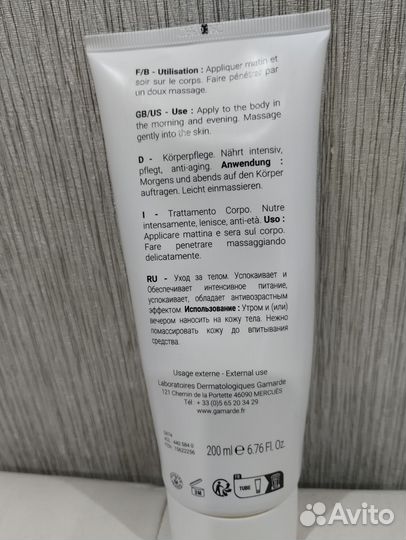 F/B - Utilisation : Appliquer matin et
soir sur le corps. Faire pénétrer par
un doux massage.
GB/US - Use : Apply to the body in
the morning and evening. Massage
gently into the skin.
D - Körperpflege. Nährt intensiv,
pflegt, anti-aging. Anwendung :
Morgens und abends auf den Körper
auftragen. Leicht einmassieren.
I - Trattamento Corpo. Nutre
intensamente, lenisce, anti-età. Uso :
Applicare mattina e sera sul corpo.
Fare penetrare massaggiando
delicatamente.
RU - Уход за телом. Успокаивает и
Обеспечивает интенсивное питание,
успокаивает, обладает антивозрастным
эффектом. Использование : Утром и (или)
вечером наносить на кожу тела. Нежно
помассировать кожу до впитывания
средства.
Usage externe - External use
Laboratoires Dermatologiques Gamarde
121 Chemin de la Portette 46090 MERCUÈS
Tél : + 33 (0)5 65 20 34 29
www.gamarde.fr
200 ml e 6.76 Fl. Oz.
TUBE
Avito